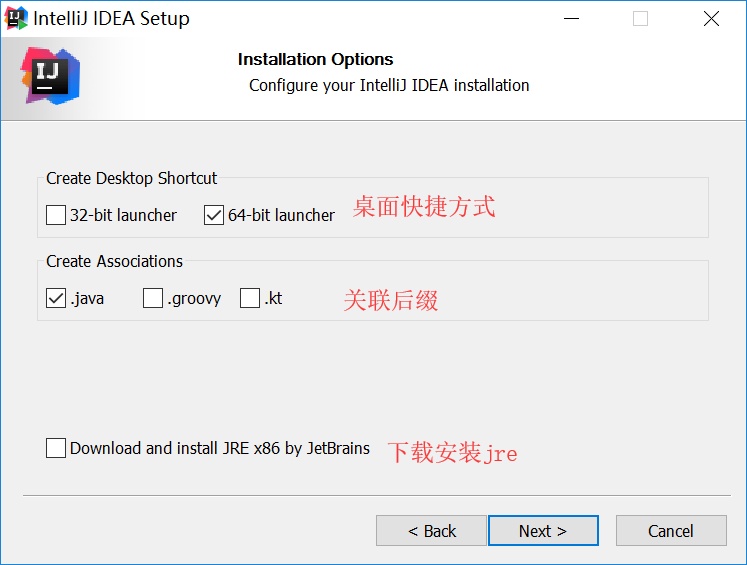 IntelliJ IDEA Setup
IJ
Installation Options
Configure your IntelliJ IDEA installation
Create Desktop Shortcut
32-bit launcher 64-bit launcher 桌面快捷方式
Create Associations
.java .groovy .kt 关联后缀
Download and install JRE x86 by JetBrains 下载安装jre
< Back Next > Cancel